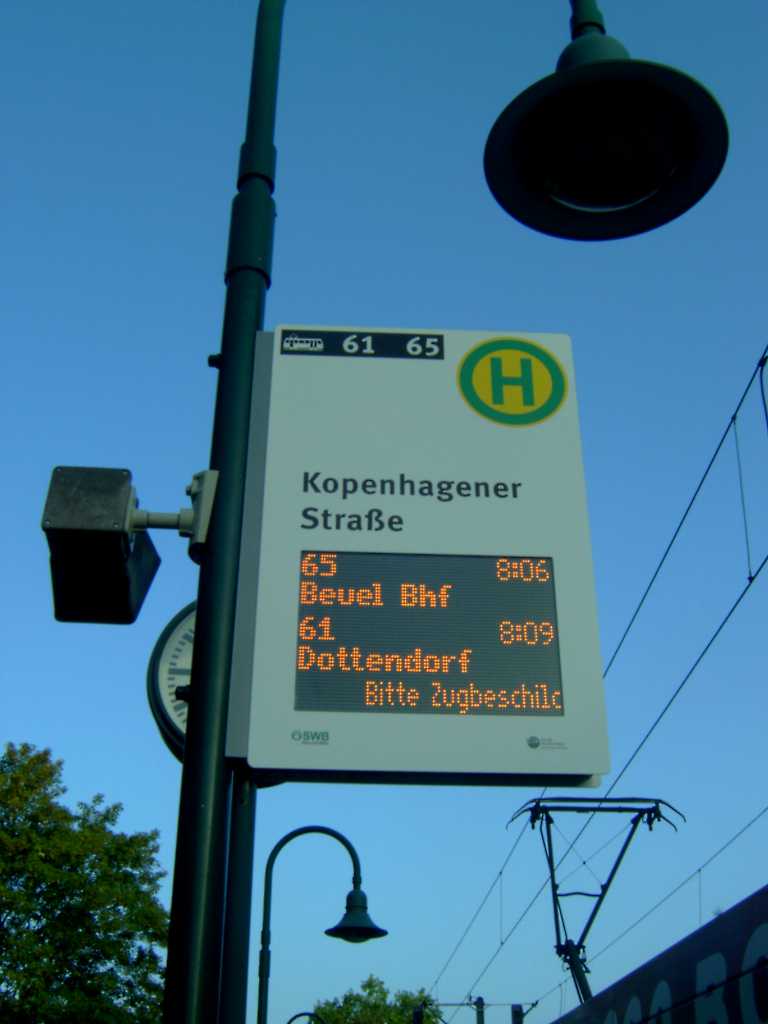 61 65
H
Kopenhagener
Straße
65 8:06
Beuel Bhf
61 8:09
Dottendorf
Bitte Zugbeschilc
SWB